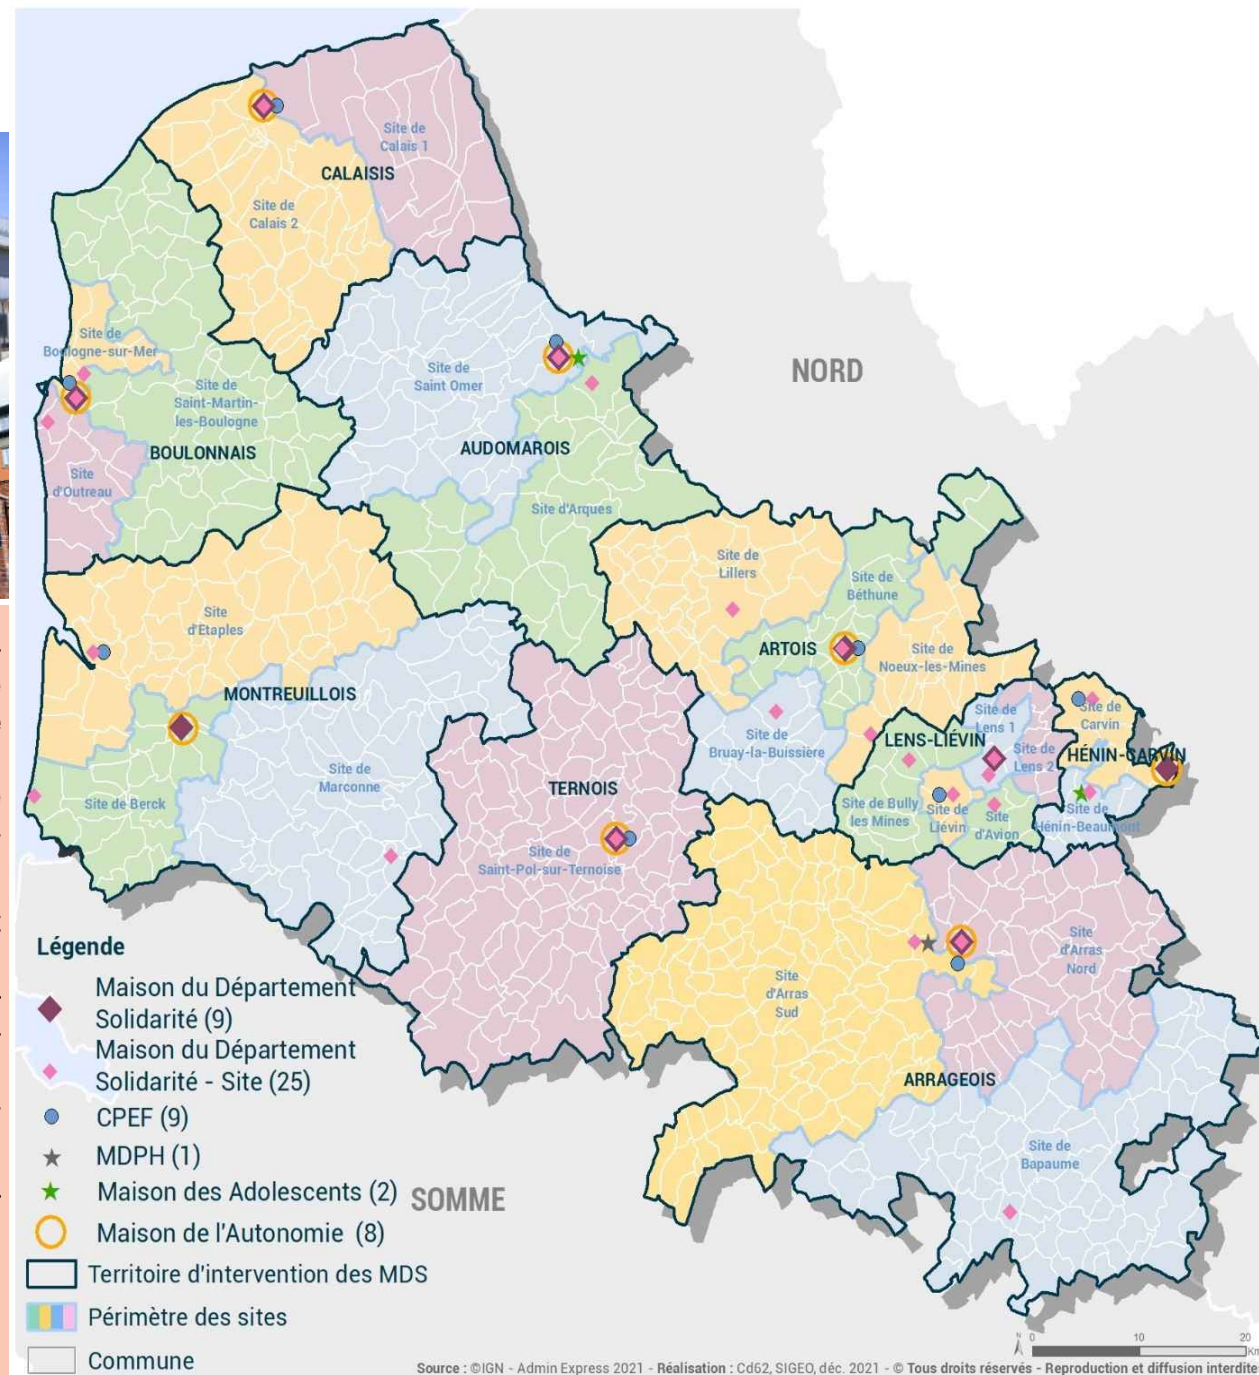 Site de
Calais 1
CALAISIS
Site de
Calais 2
Site de
Boulogne-sur-Mer
Site de
Saint Omer
NORD
Site de
Saint-Martin-
les-Boulogne
BOULONNAIS
AUDOMAROIS
Site
d'Outreau
Site d'Arques
Site de
Lillers
Site de
Béthune
Site
d'Etaples
ARTOIS
Site de
Noeux-les-Mines
MONTREUILLOIS
Site de
Bruay-la-Buissière
Site de
Lens 1
Site de
Carvin
LENS-LIÉVIN
Site de
Lens 2
HÉNIN-CARVIN
Site de
Marconne
TERNOIS
Site de Berck
Site de Bully
les Mines
Site de
Liévin
Site
d'Avion
Site de
Hénin-Beaumont
Site de
Saint-Pol-sur-Ternoise
Site
d'Arras
Nord
Site
d'Arras
Sud
ARRAGEOIS
Site de
Bapaume
SOMME
Légende
Maison du Département
Solidarité (9)
Maison du Département
Solidarité - Site (25)
CPEF (9)
MDPH (1)
Maison des Adolescents (2)
Maison de l'Autonomie (8)
Territoire d'intervention des MDS
Périmètre des sites
Commune
N
0 10 20
Km
Source : ©IGN - Admin Express 2021 - Réalisation : Cd62, SIGEO, déc. 2021 - © Tous droits réservés - Reproduction et diffusion interdite